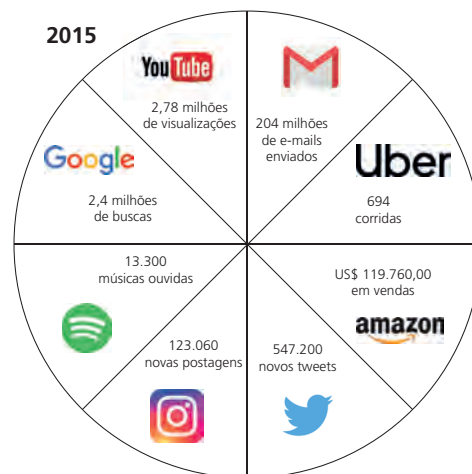 2015
YouTube
2,78 milhões
de visualizações
204 milhões
de e-mails
enviados
Google
2,4 milhões
de buscas
Uber
694
corridas
13.300
músicas ouvidas
US$ 119.760,00
em vendas
amazon
123.060
novas postagens
547.200
novos tweets